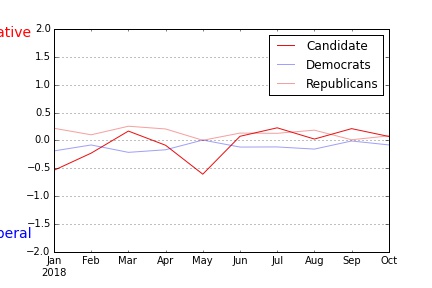 2.0
ative
1.5
1.0
0.5
0.0
−0.5
−1.0
−1.5
beral
−2.0
Candidate
Democrats
Republicans
Jan Feb Mar Apr May Jun Jul Aug Sep Oct
2018